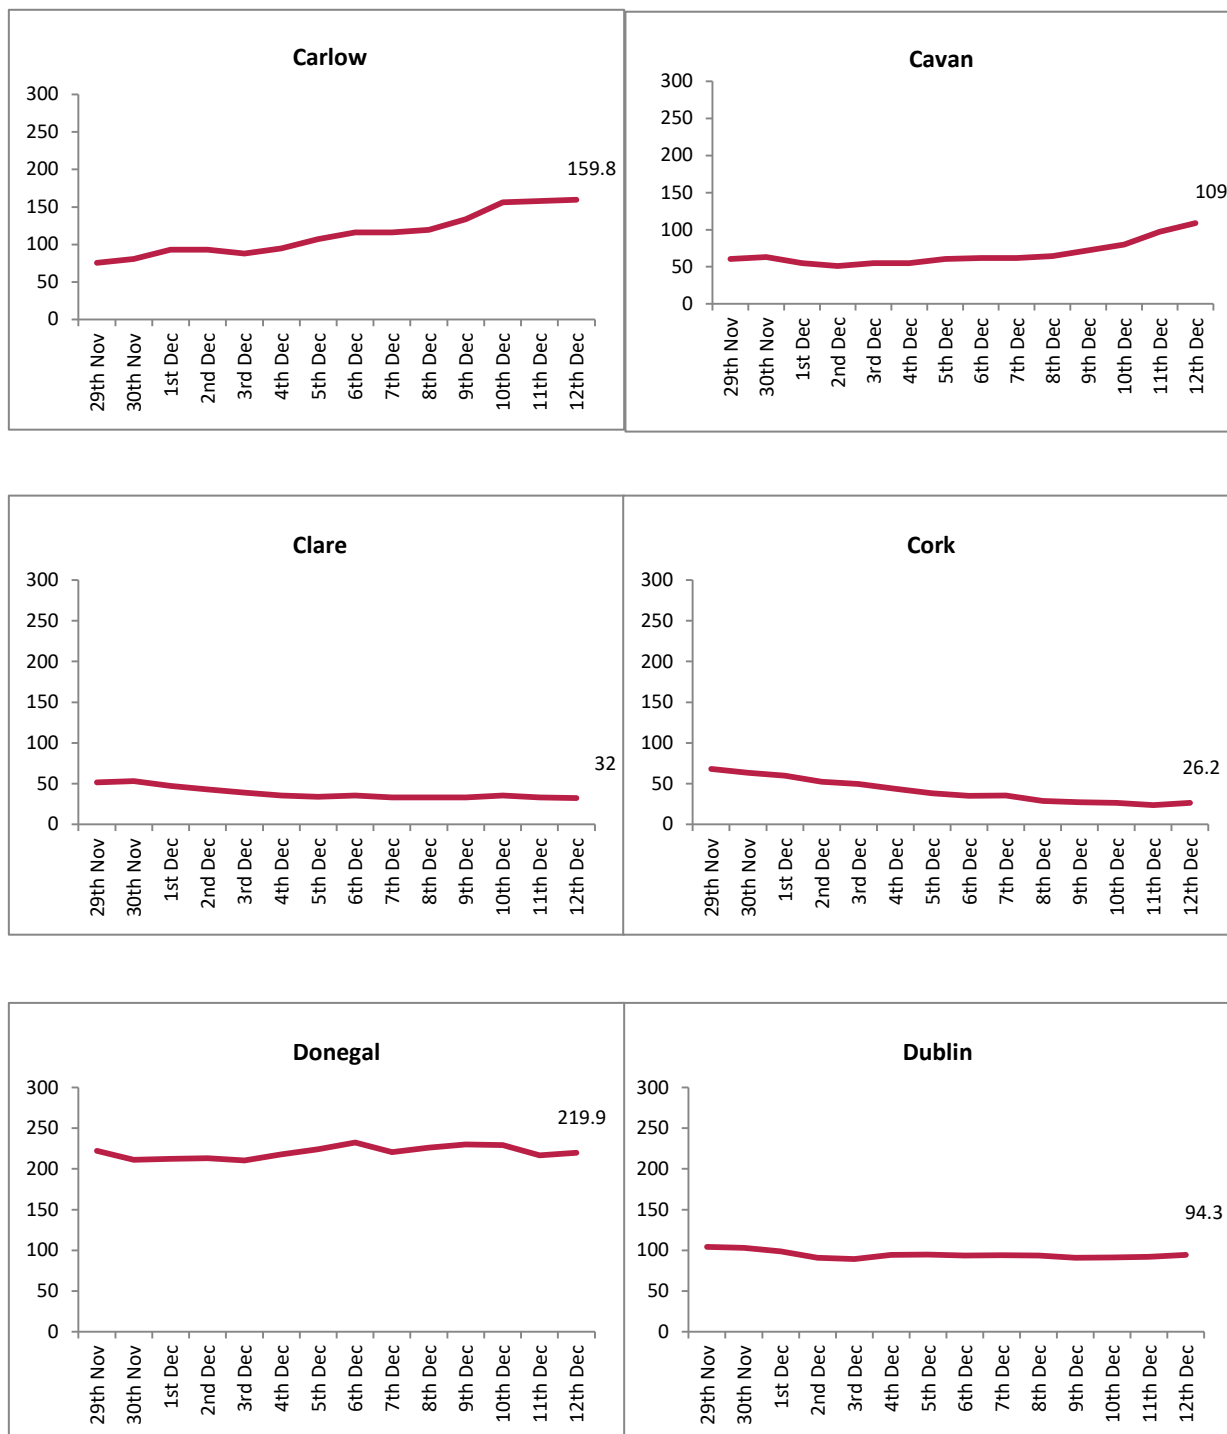 Carlow
300
250
200
150
100
50
0
159.8
29th Nov
30th Nov
1st Dec
2nd Dec
3rd Dec
4th Dec
5th Dec
6th Dec
7th Dec
8th Dec
9th Dec
10th Dec
11th Dec
12th Dec
Cavan
300
250
200
150
100
50
0
109
29th Nov
30th Nov
1st Dec
2nd Dec
3rd Dec
4th Dec
5th Dec
6th Dec
7th Dec
8th Dec
9th Dec
10th Dec
11th Dec
12th Dec
Clare
300
250
200
150
100
50
0
32
29th Nov
30th Nov
1st Dec
2nd Dec
3rd Dec
4th Dec
5th Dec
6th Dec
7th Dec
8th Dec
9th Dec
10th Dec
11th Dec
12th Dec
Cork
300
250
200
150
100
50
0
26.2
29th Nov
30th Nov
1st Dec
2nd Dec
3rd Dec
4th Dec
5th Dec
6th Dec
7th Dec
8th Dec
9th Dec
10th Dec
11th Dec
12th Dec
Donegal
300
250
200
150
100
50
0
219.9
29th Nov
30th Nov
1st Dec
2nd Dec
3rd Dec
4th Dec
5th Dec
6th Dec
7th Dec
8th Dec
9th Dec
10th Dec
11th Dec
12th Dec
Dublin
300
250
200
150
100
50
0
94.3
29th Nov
30th Nov
1st Dec
2nd Dec
3rd Dec
4th Dec
5th Dec
6th Dec
7th Dec
8th Dec
9th Dec
10th Dec
11th Dec
12th Dec